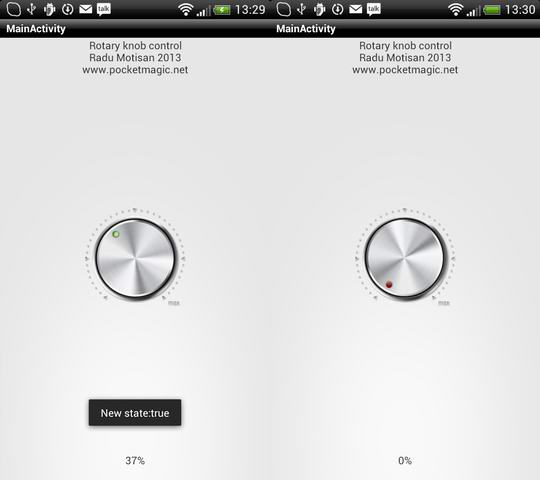 talk 13:29
MainActivity
Rotary knob control
Radu Motisan 2013
www.pocketmagic.net
max
New state:true
37%
talk 13:30
MainActivity
Rotary knob control
Radu Motisan 2013
www.pocketmagic.net
max
0%